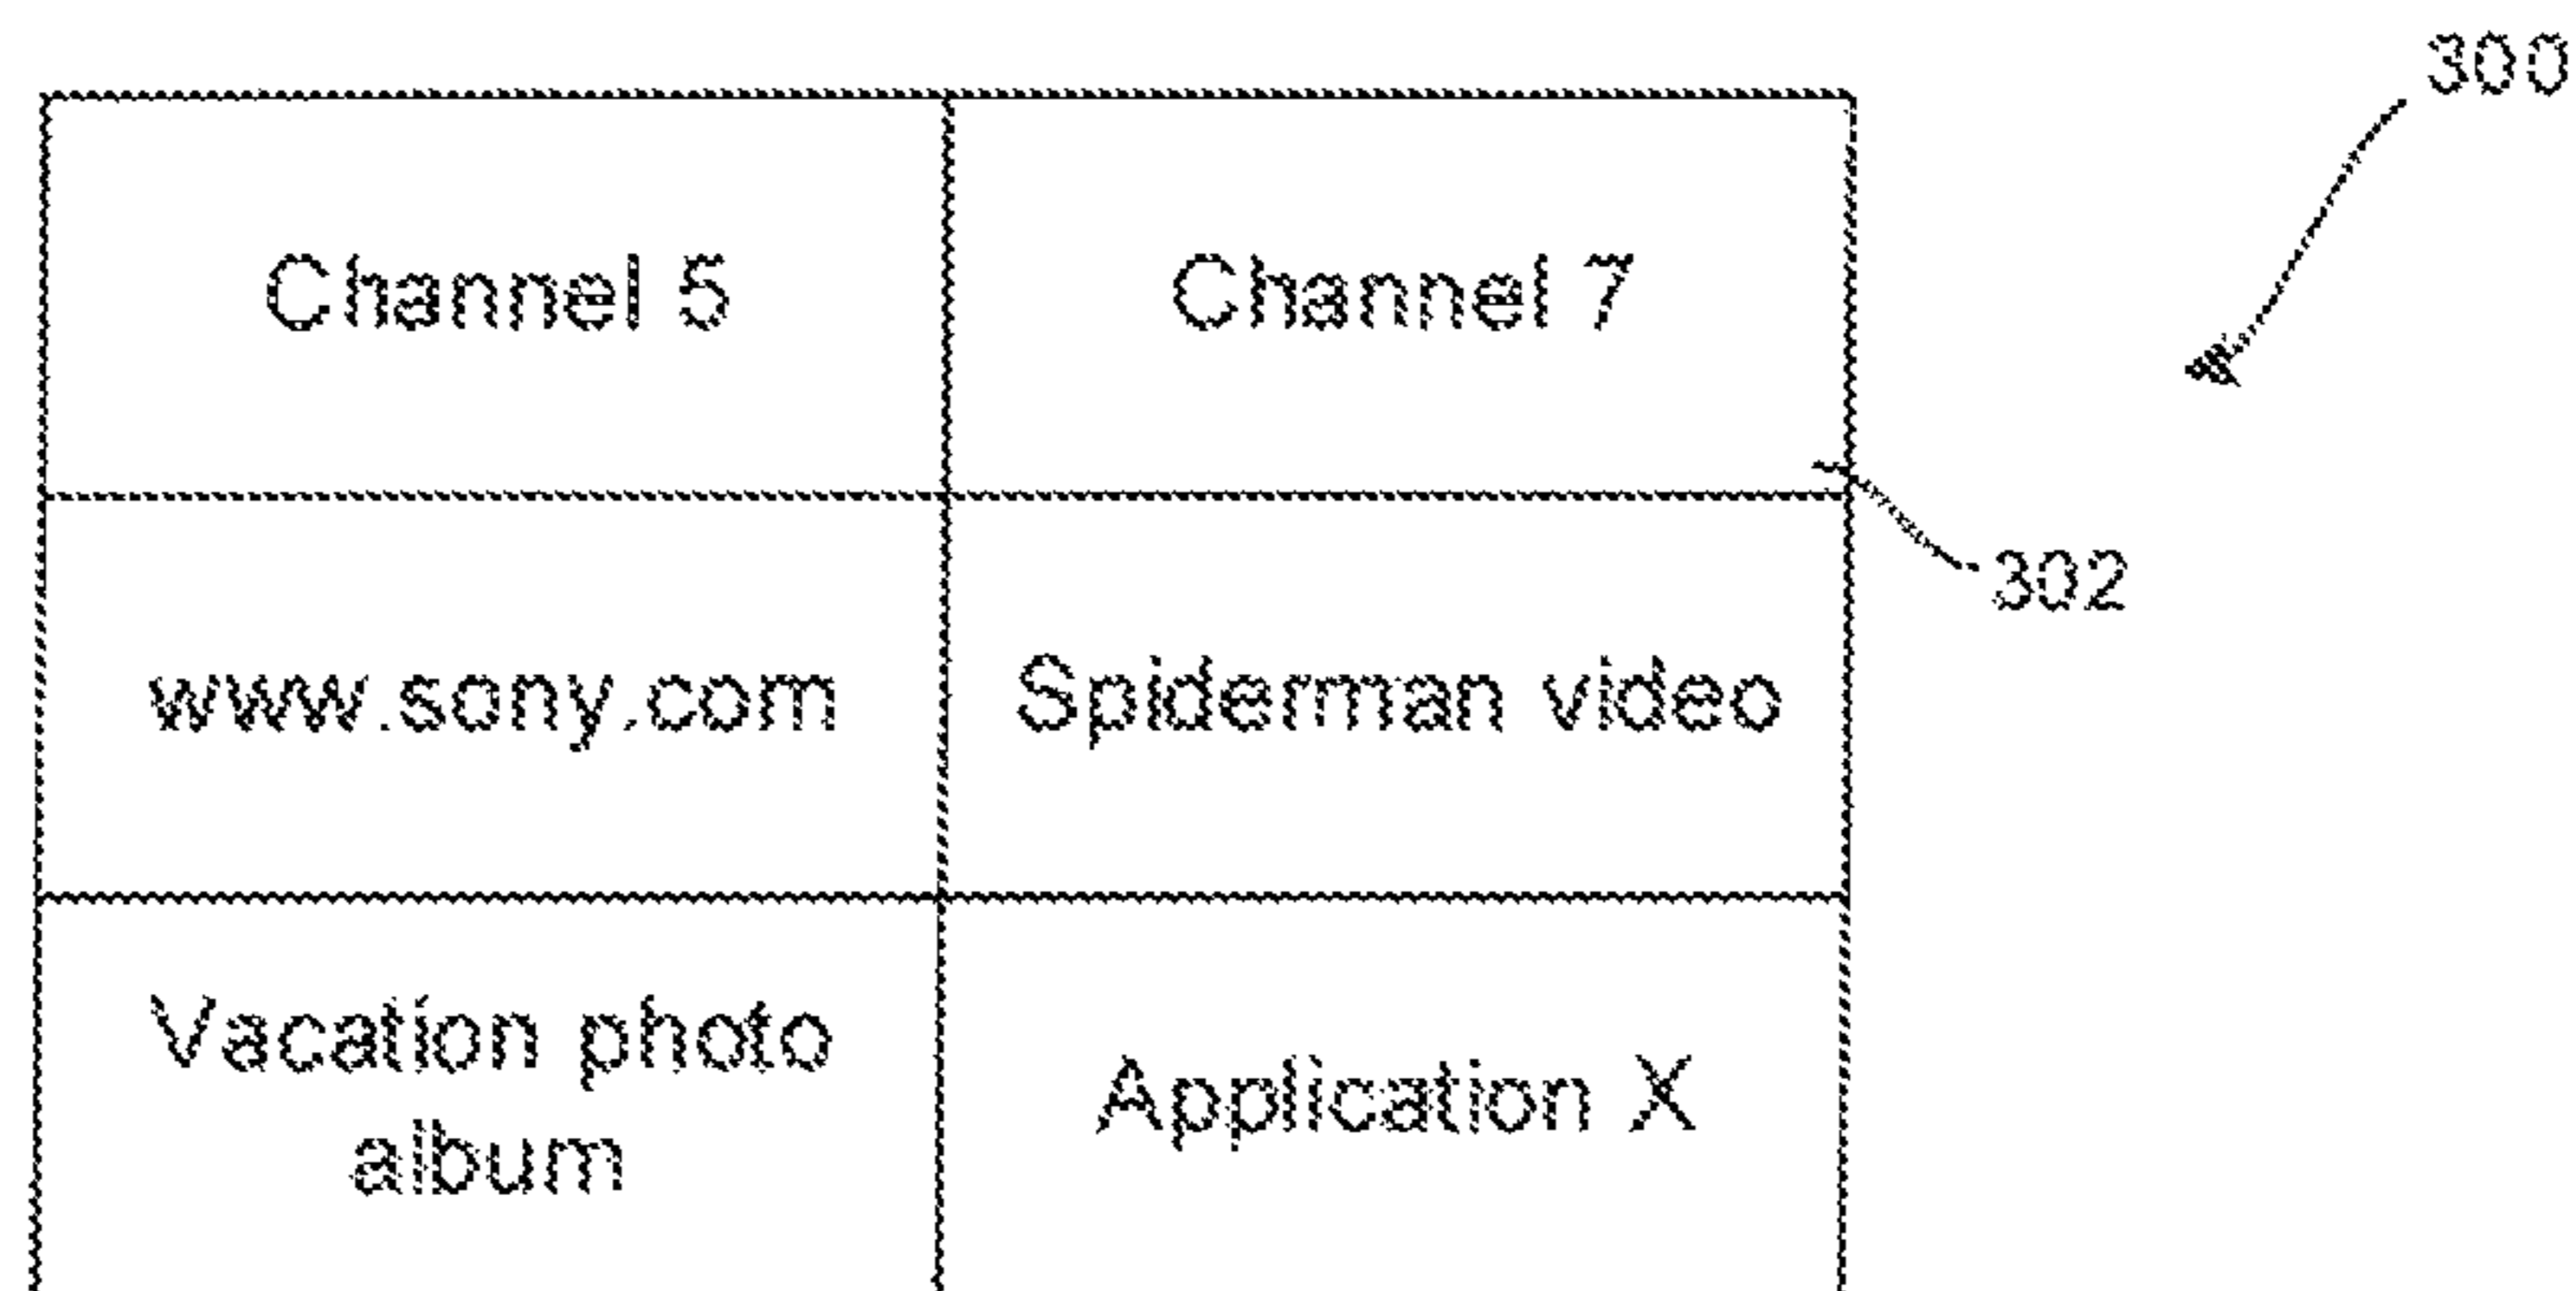 300
Channel 5
Channel 7
302
www.sony.com
Spiderman video
Vacation photo
album
Application X